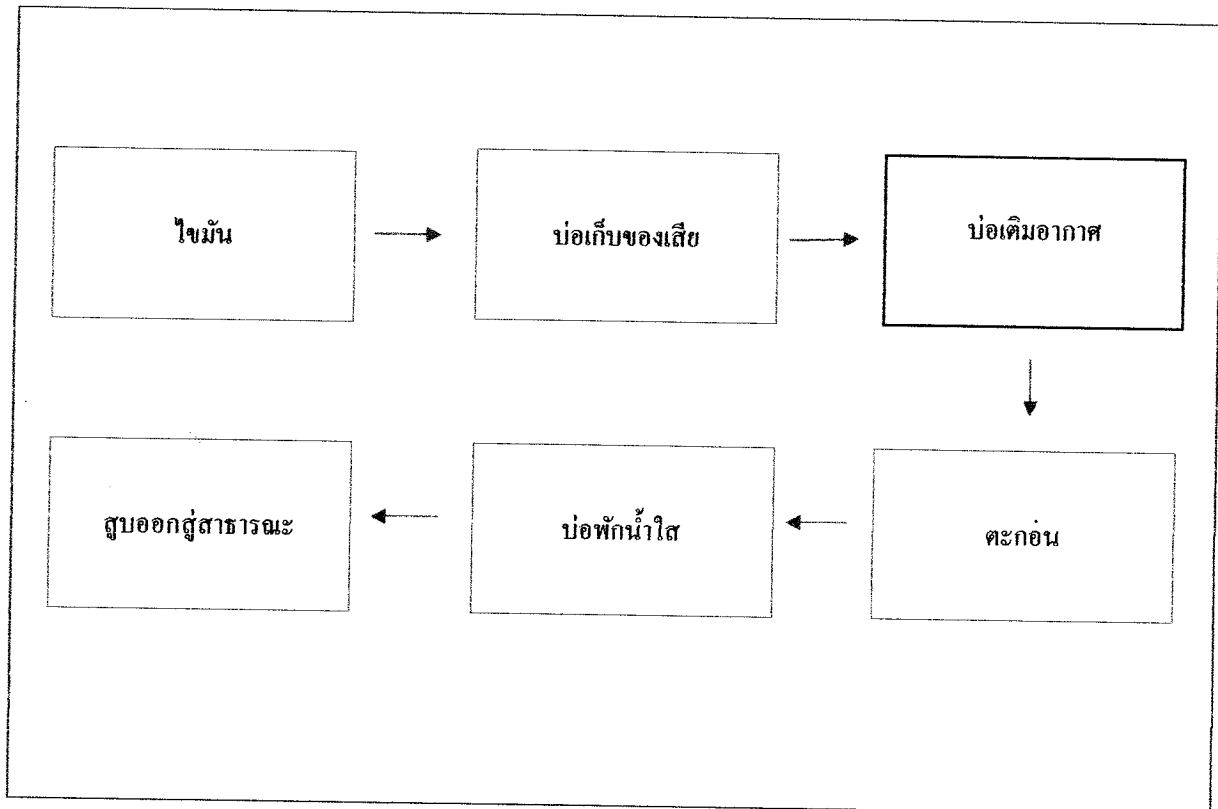 ไขมัน
บ่อเก็บของเสีย
บ่อเติมอากาศ
ตะกอน
บ่อพักน้ำใส
สูบออกสู่สาธารณะ